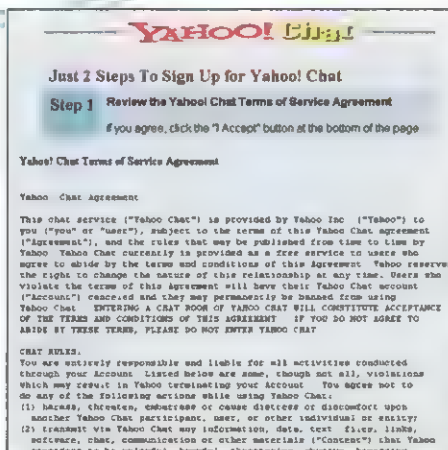 YAHOO! Chat
Just 2 Steps To Sign Up for Yahoo! Chat
Step 1 Review the Yahoo! Chat Terms of Service Agreement
If you agree, click the "I Accept" button at the bottom of the page
Yahoo! Chat Terms of Service Agreement
Yahoo Chat Agreement
This chat service ("Yahoo Chat") is provided by Yahoo Inc ("Yahoo") to
you ("you" or "user"), subject to the terms of this Yahoo Chat agreement
("Agreement"), and the rules that may be published from time to time by
Yahoo Yahoo Chat currently is provided as a free service to users who
agree to abide by the terms and conditions of this Agreement Yahoo reserve
the right to change the nature of this relationship at any time. Users who
violate the terms of this agreement will have their Yahoo Chat account
("Account") canceled and they may permanently be banned from using
Yahoo Chat ENTERING A CHAT ROOM OF YAHOO CHAT WILL CONSTITUTE ACCEPTANCE
OF THE TERMS AND CONDITIONS OF THIS AGREEMENT IF YOU DO NOT AGREE TO
ABIDE BY THESE TERMS, PLEASE DO NOT ENTER YAHOO CHAT
CHAT RULES.
You are entirely responsible and liable for all activities conducted
through your Account Listed below are some, though not all, violations
which may result in Yahoo terminating your Account You agree not to
do any of the following actions while using Yahoo Chat:
(1) harass, threaten, embarrass or cause distress or discomfort upon
another Yahoo Chat participant, user, or other individual or entity;
(2) transmit via Yahoo Chat any information, data, text files, links,
software, chat, communication or other materials ("Content") that Yahoo